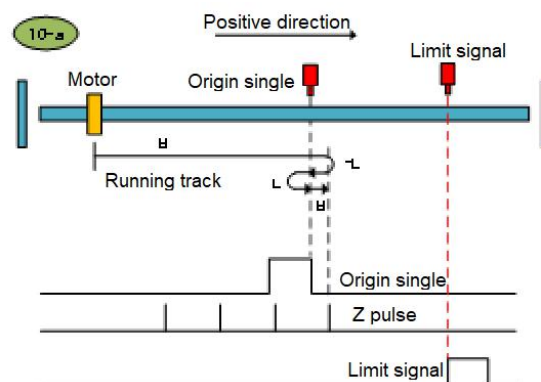 10-a
Positive direction
Limit signal
Motor
Origin single
Running track
Origin single
Z pulse
Limit signal